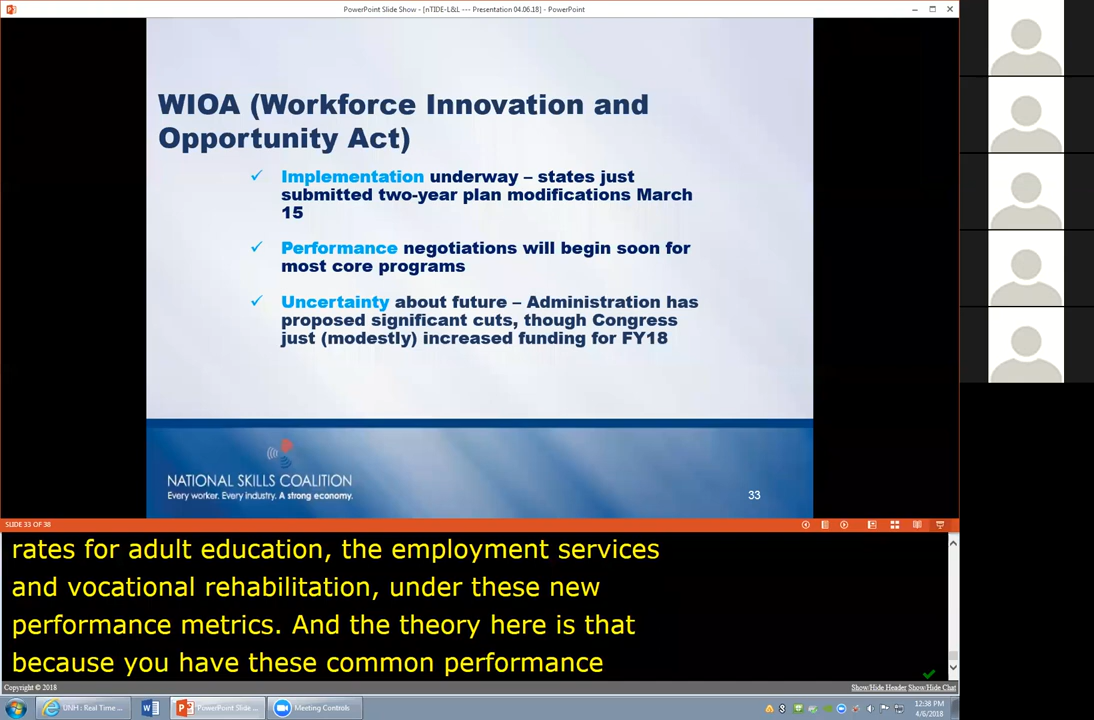 PowerPoint Slide Show - [nTIDE-L&L --- Presentation 04.06.18] - PowerPoint
WIOA (Workforce Innovation and
Opportunity Act)
Implementation underway – states just
submitted two-year plan modifications March
15
Performance negotiations will begin soon for
most core programs
Uncertainty about future – Administration has
proposed significant cuts, though Congress
just (modestly) increased funding for FY18
NATIONAL SKILLS COALITION
Every worker. Every industry. A strong economy.
33
SLIDE 33 OF 38
rates for adult education, the employment services
and vocational rehabilitation, under these new
performance metrics. And the theory here is that
because you have these common performance
Copyright © 2018
Show/Hide Header Show/Hide Chat
UNH : Real Time ...
PowerPoint Slide ...
Meeting Controls
12:38 PM
4/6/2018